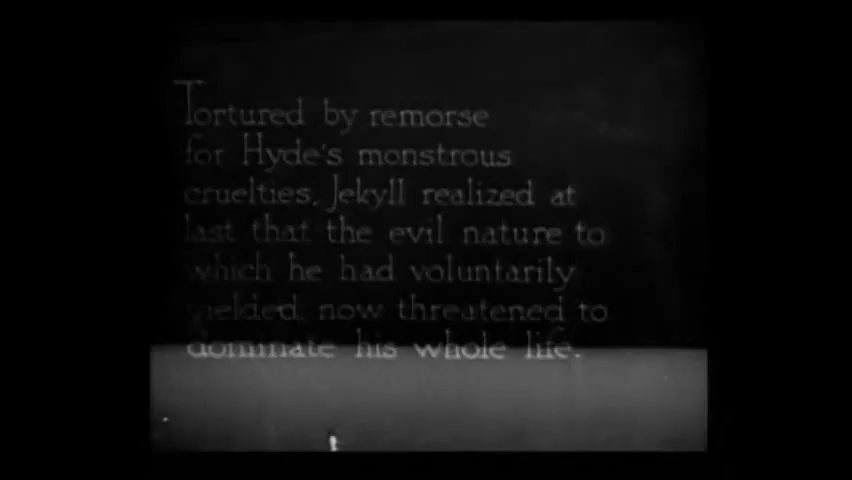 Tortured by remorse
for Hyde's monstrous
cruelties, Jekyll realized at
last that the evil nature to
which he had voluntarily
yielded, now threatened to
dominate his whole life.